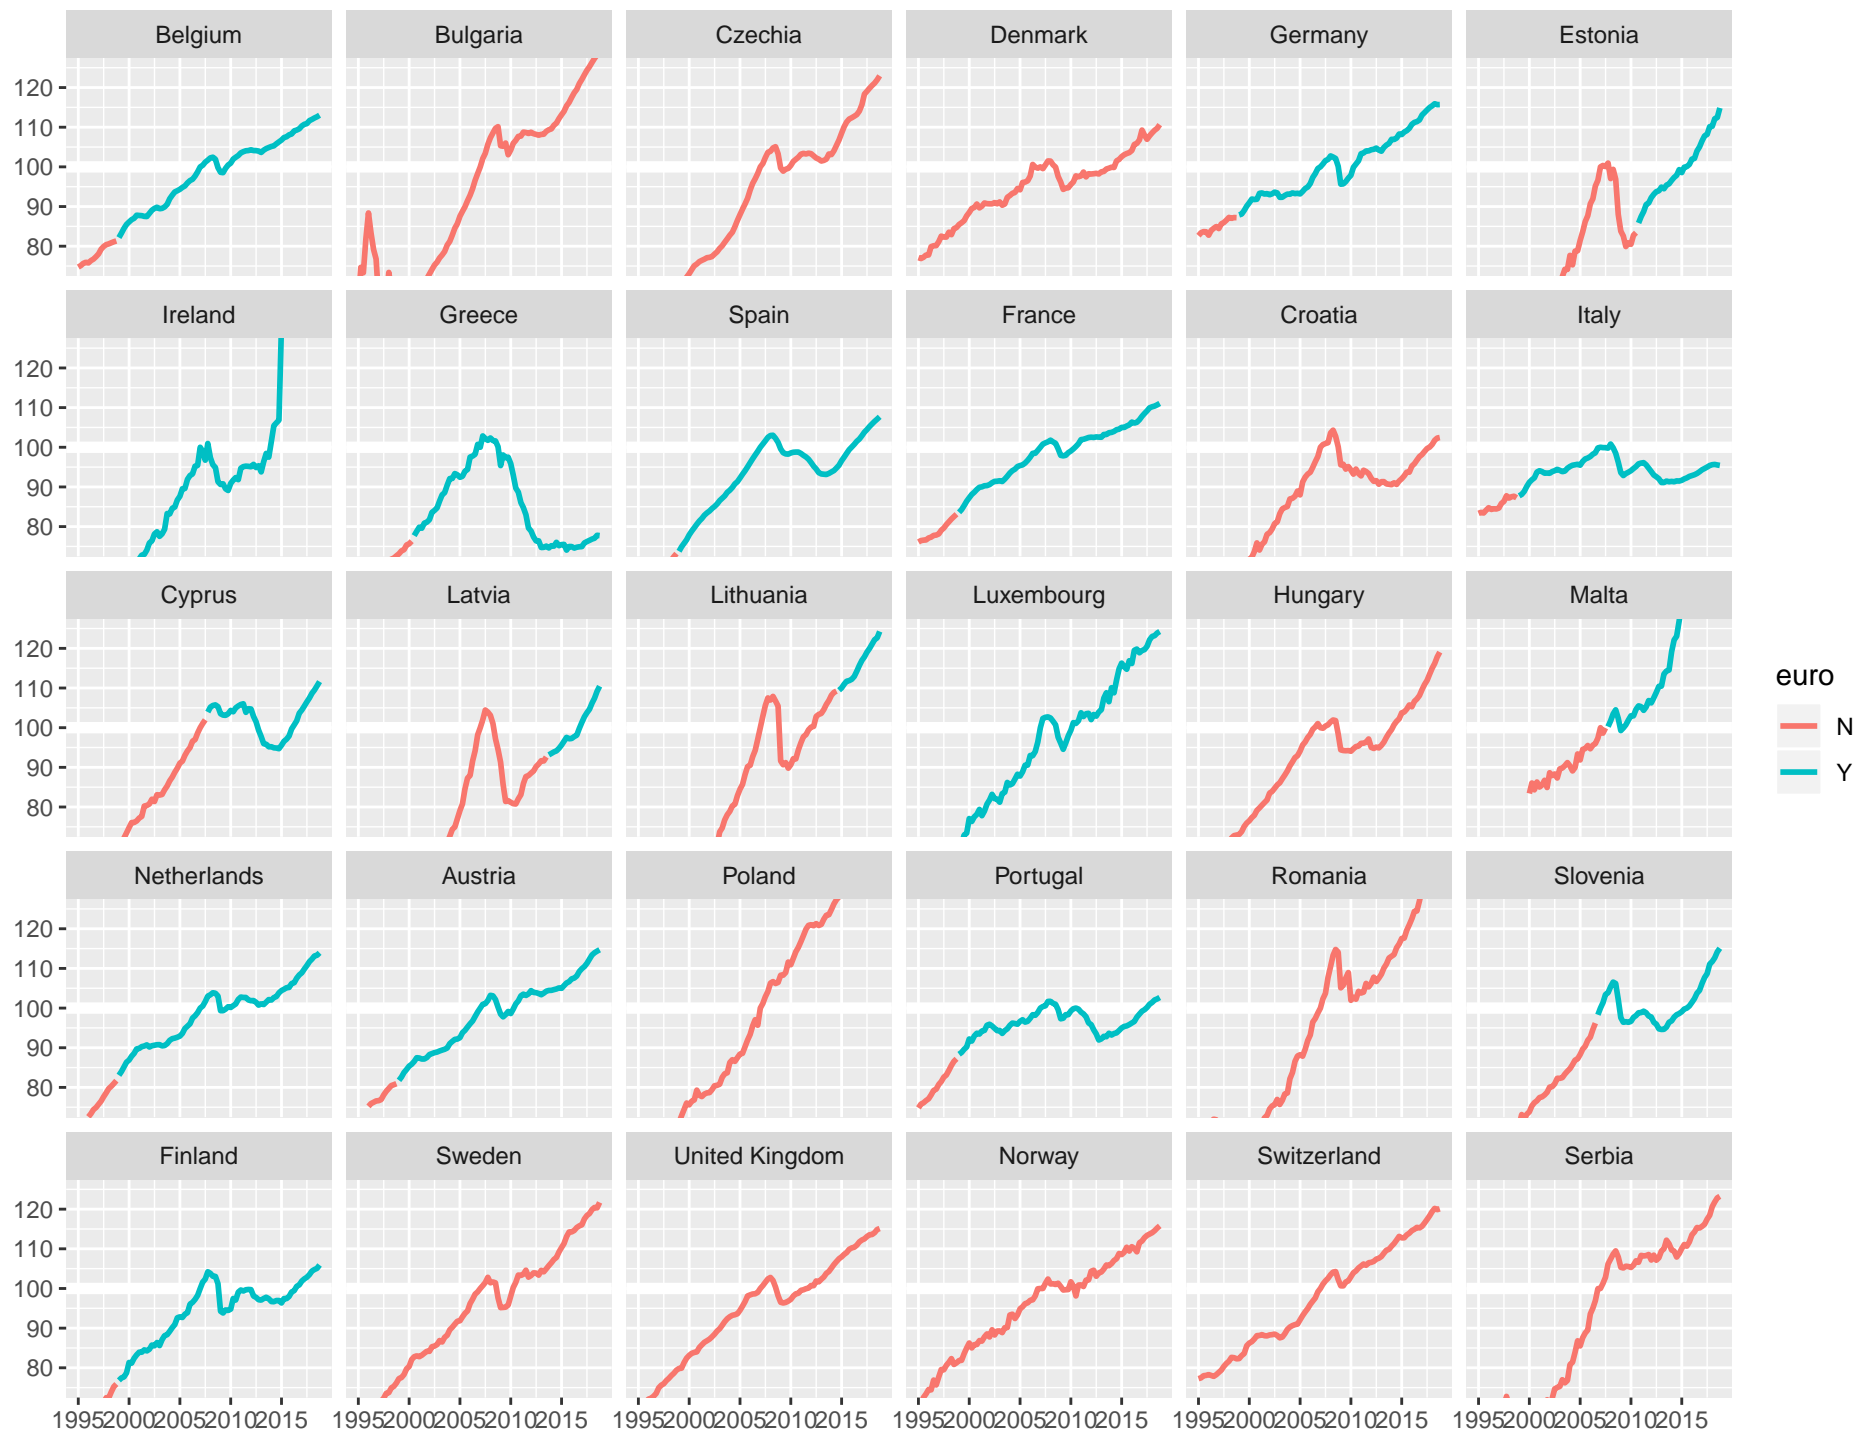 Belgium Bulgaria Czechia Denmark Germany Estonia
120
110
100
90
80
Ireland Greece Spain France Croatia Italy
120
110
100
90
80
Cyprus Latvia Lithuania Luxembourg Hungary Malta
120
110
100
90
80
euro
N
Y
Netherlands Austria Poland Portugal Romania Slovenia
120
110
100
90
80
Finland Sweden United Kingdom Norway Switzerland Serbia
120
110
100
90
80
1995 2000 2005 2010 2015 1995 2000 2005 2010 2015 1995 2000 2005 2010 2015 1995 2000 2005 2010 2015 1995 2000 2005 2010 2015 1995 2000 2005 2010 2015